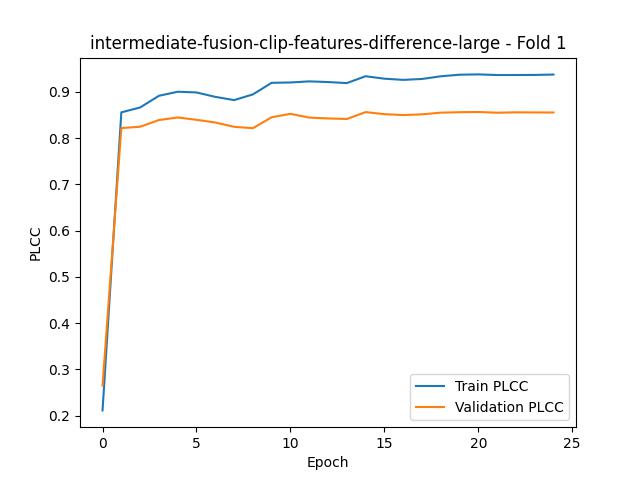 intermediate-fusion-clip-features-difference-large - Fold 1
PLCC
0.9
0.8
0.7
0.6
0.5
0.4
0.3
0.2
0
5
10
15
20
25
Epoch
Train PLCC
Validation PLCC